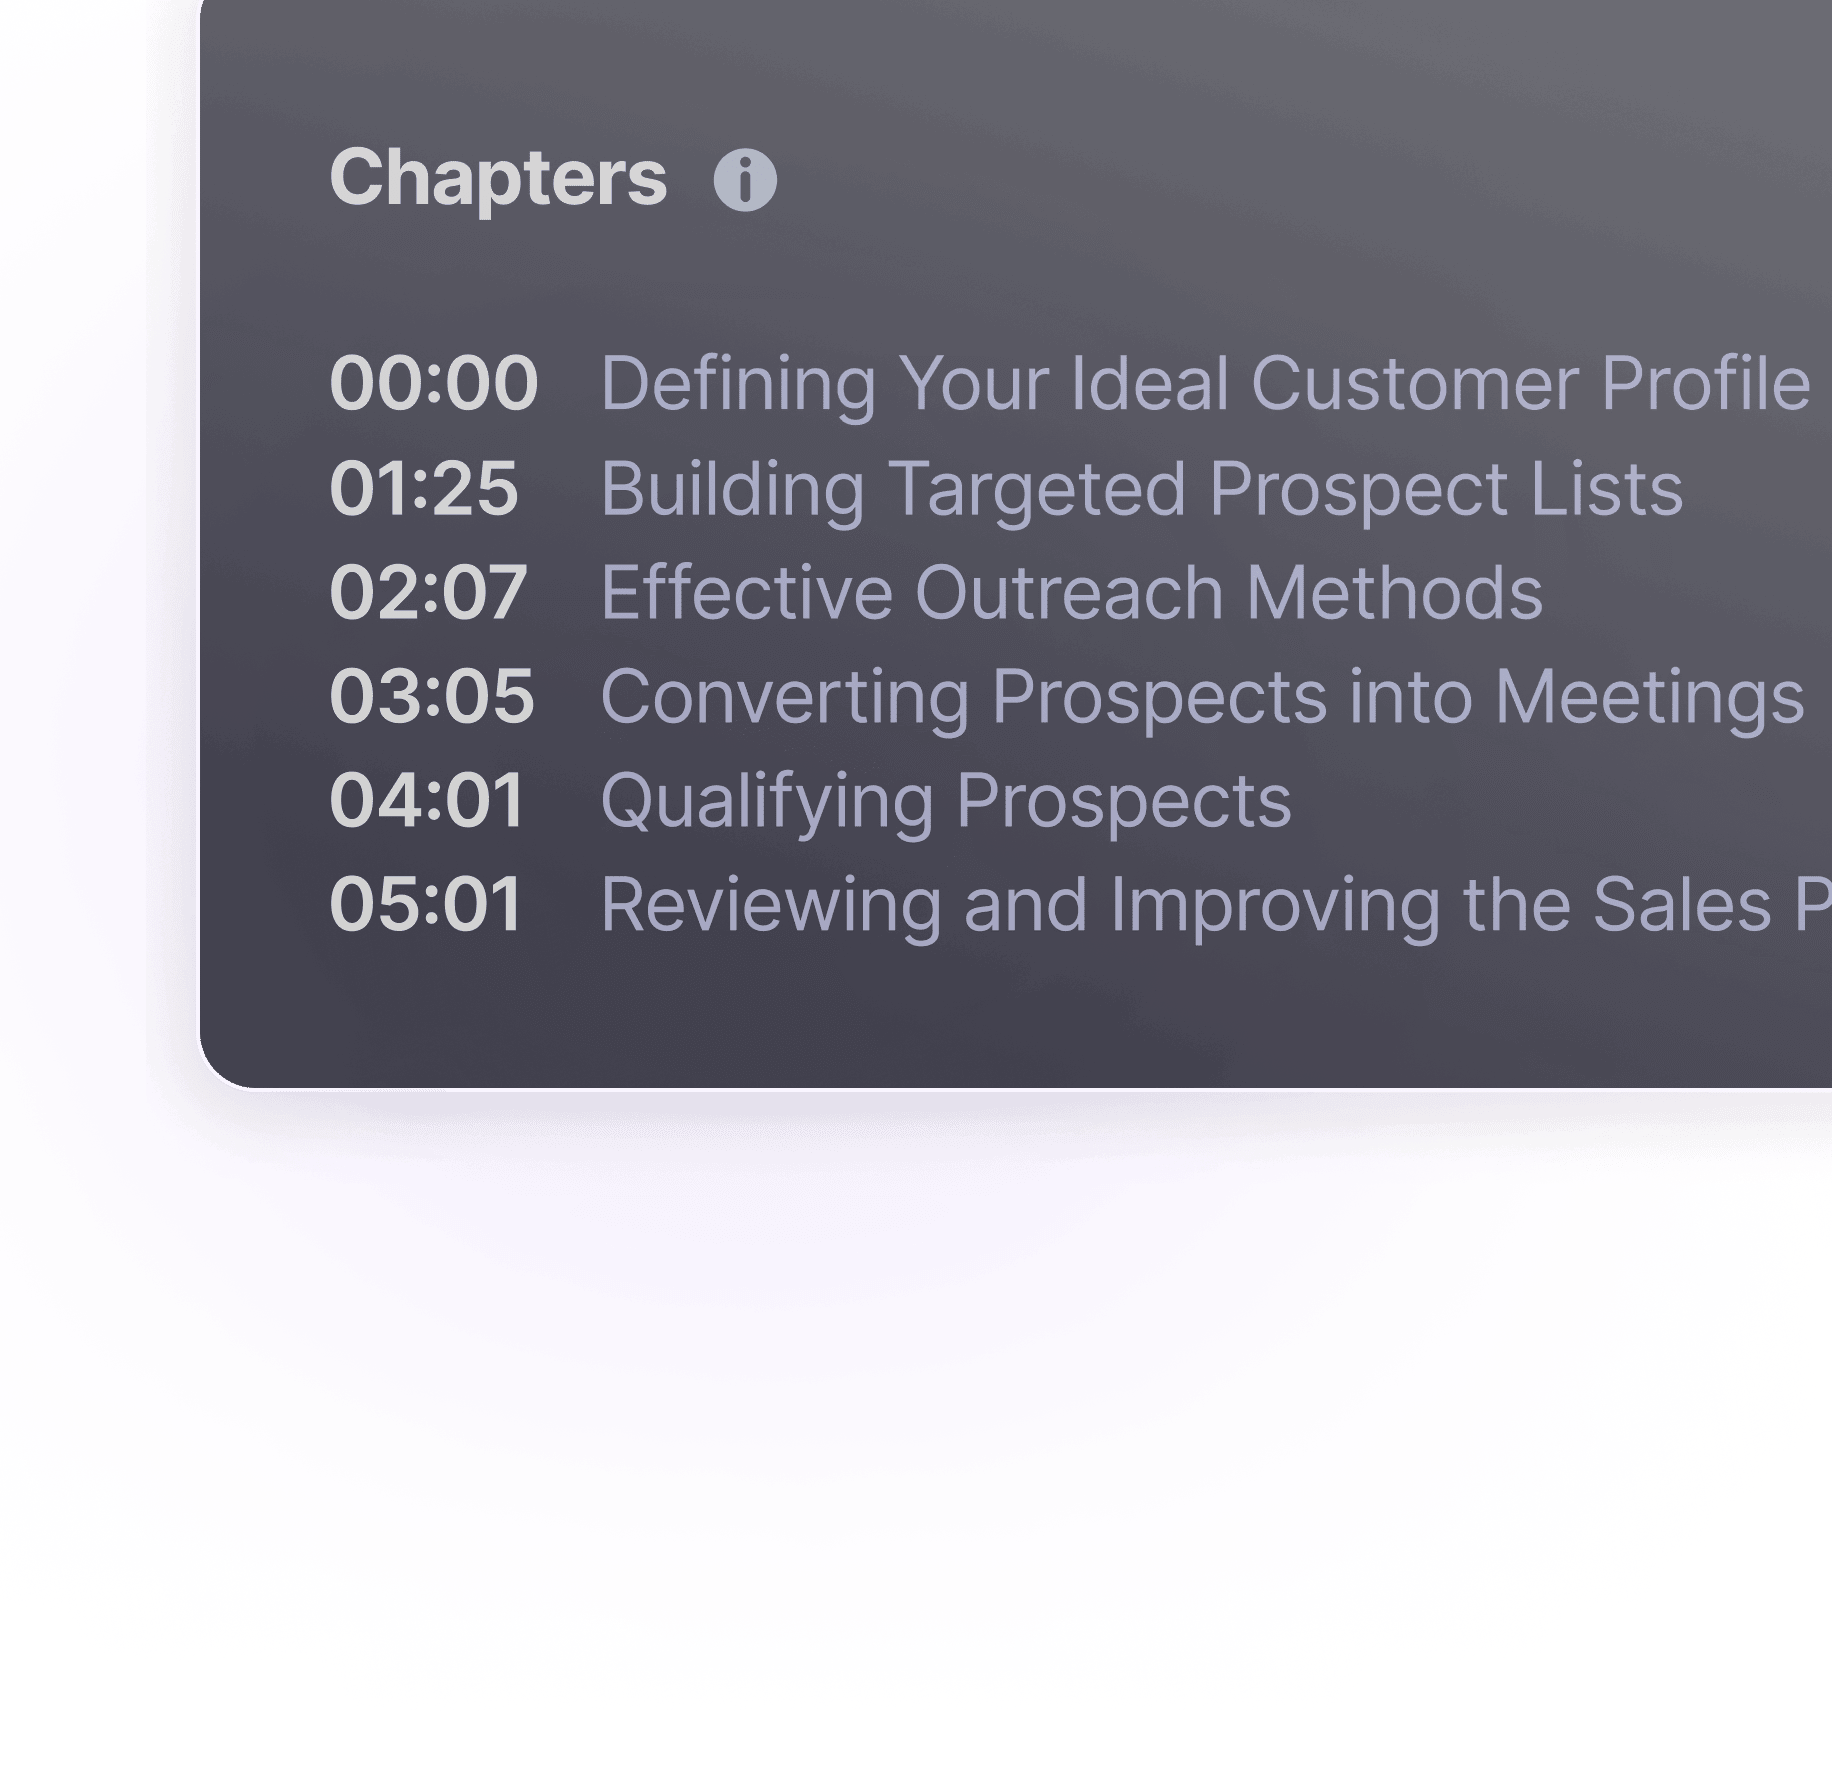 Chapters
00:00 Defining Your Ideal Customer Profile
01:25 Building Targeted Prospect Lists
02:07 Effective Outreach Methods
03:05 Converting Prospects into Meetings
04:01 Qualifying Prospects
05:01 Reviewing and Improving the Sales